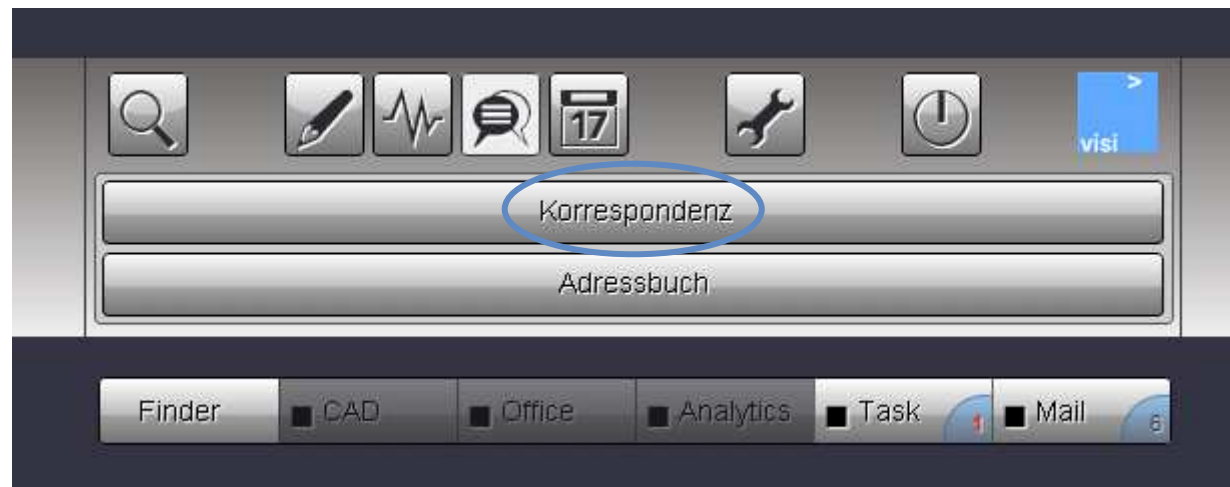 17
>
visi
Korrespondenz
Adressbuch
Finder
CAD
Office
Analytics
Task
1
Mail
6